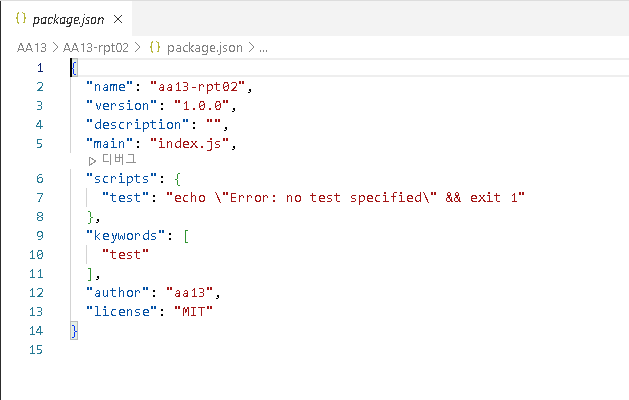 {} package.json ×
AA13 > AA13-rpt02 > {} package.json > ...
1 {
2 "name": "aa13-rpt02",
3 "version": "1.0.0",
4 "description": "",
5 "main": "index.js",
▷ 디버그
6 "scripts": {
7 "test": "echo \"Error: no test specified\" && exit 1"
8 },
9 "keywords": [
10 "test"
11 ],
12 "author": "aa13",
13 "license": "MIT"
14 }
15